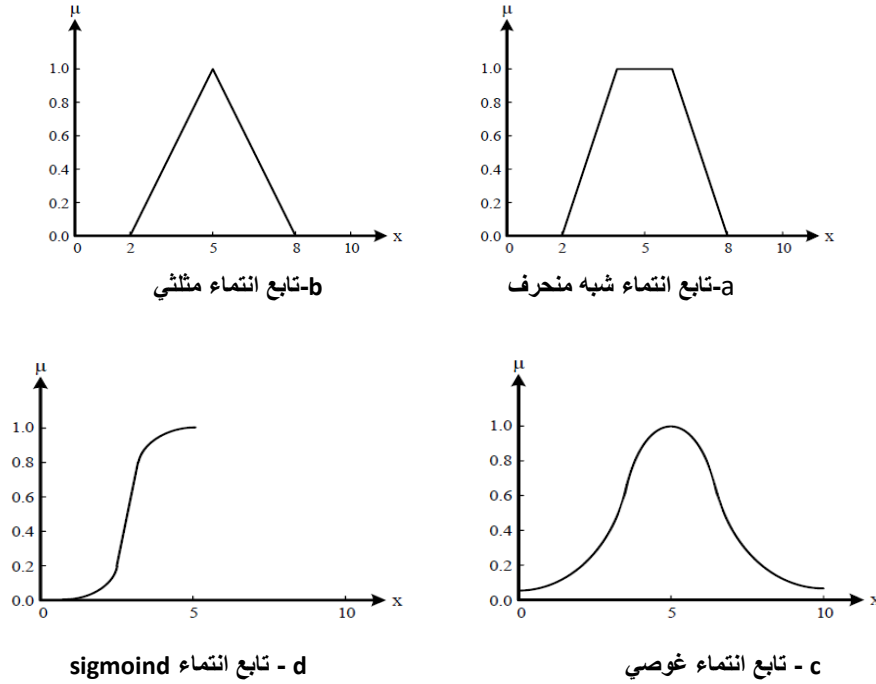 μ
1.0
0.8
0.6
0.4
0.2
0.0
0 2 5 8 10 x
b-تابع انتماء مثلثي
μ
1.0
0.8
0.6
0.4
0.2
0.0
0 2 5 8 10 x
a-تابع انتماء شبه منحرف
μ
1.0
0.8
0.6
0.4
0.2
0.0
0 5 10 x
d - تابع انتماء sigmoind
μ
1.0
0.8
0.6
0.4
0.2
0.0
0 5 10 x
c - تابع انتماء غوصي